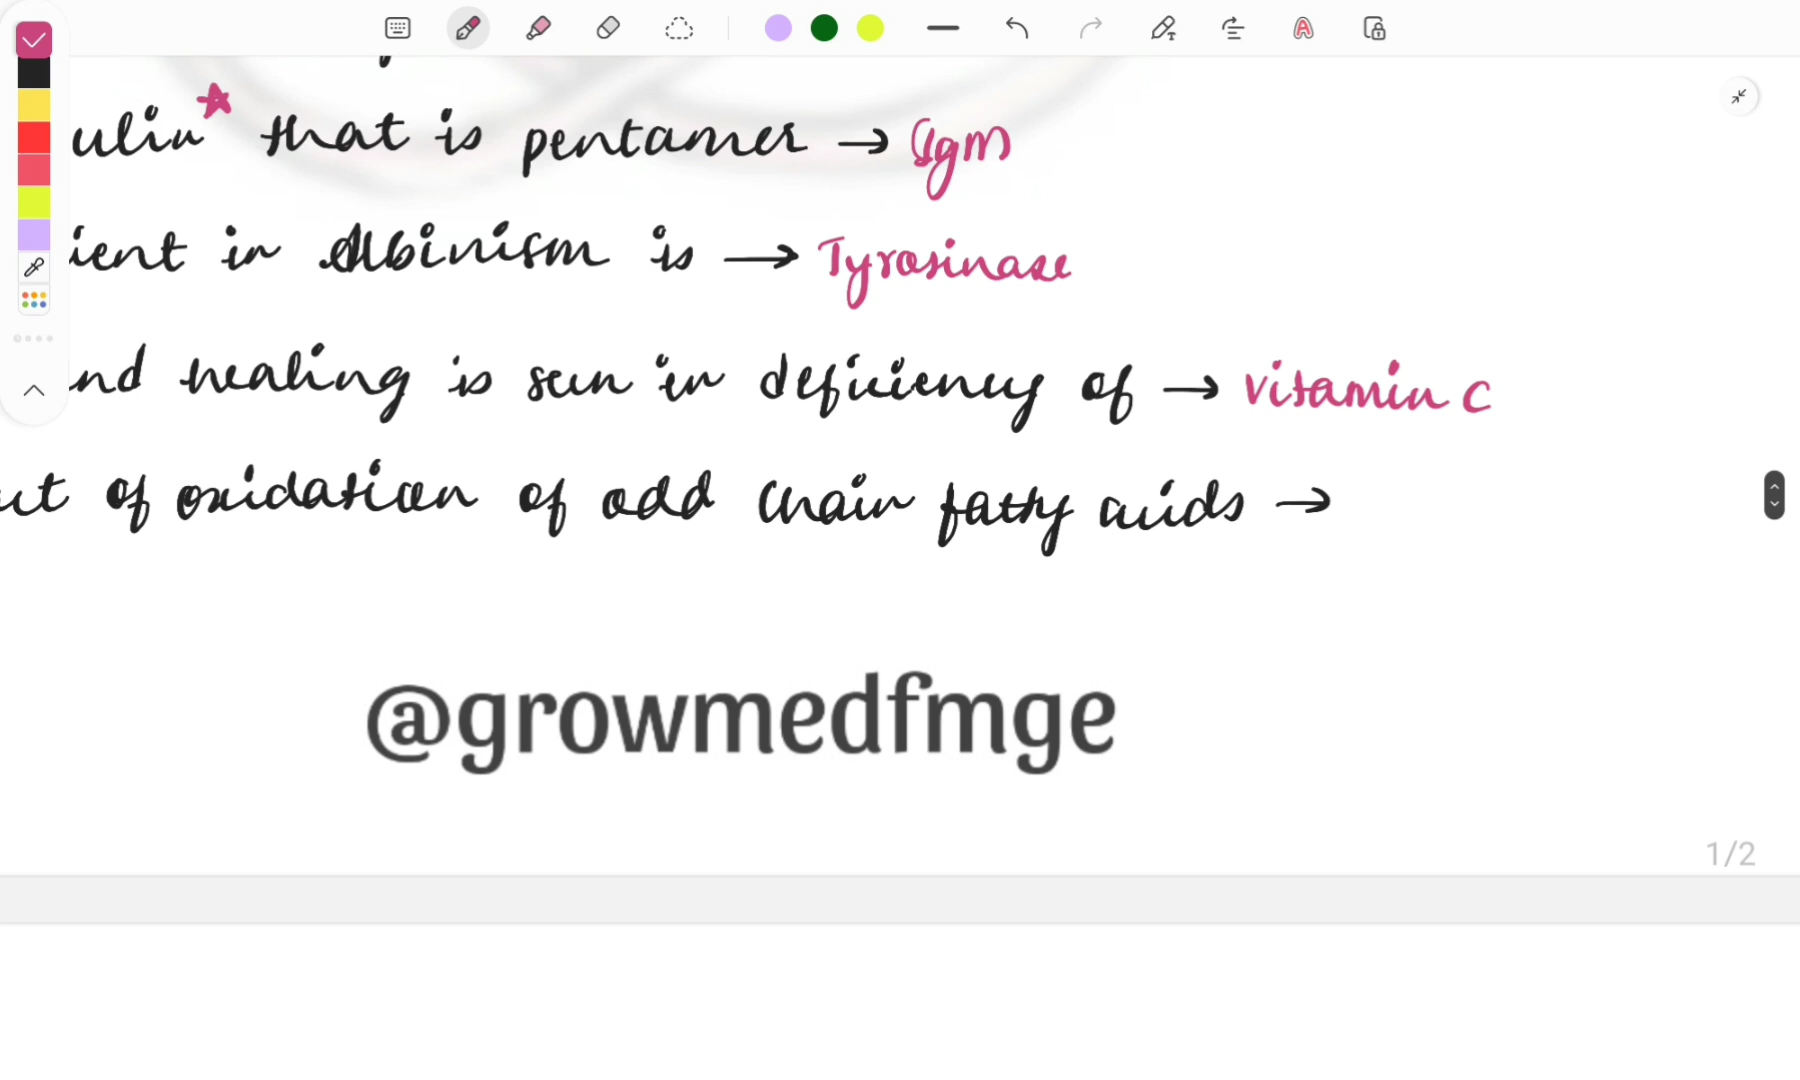 ulin* that is pentamer → Igm
ient in Albinism is → Tyrosinase
nd healing is seen in deficiency of → vitamin c
ut of oxidation of odd chain fatty acids →
@growmedfmge
1/2